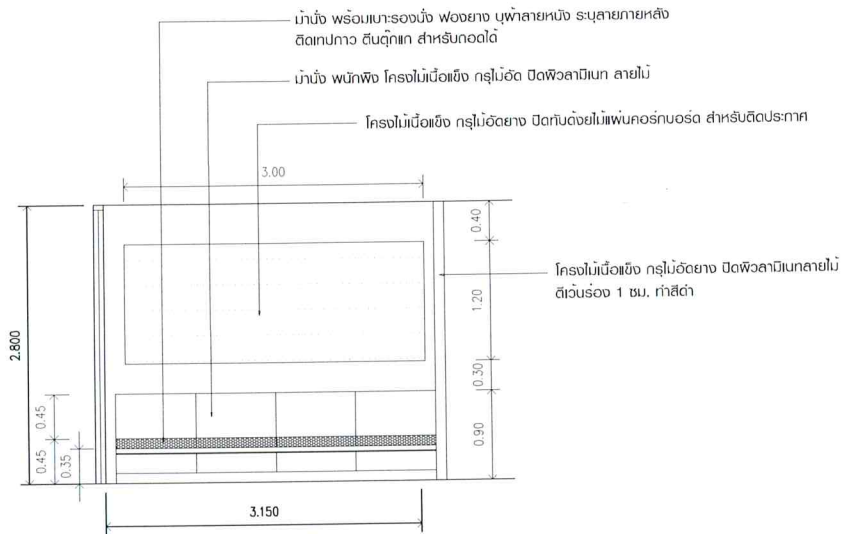 ม้านั่ง พร้อมเบาะรองนั่ง ฟองยาง บุผ้าลายหนัง ระบุลายภายหลัง
ติดเทปกาว ตีนตุ๊กแก สำหรับถอดได้
ม้านั่ง พนักพิง โครงไม้เนื้อแข็ง กรุไม้อัด ปิดผิวลามิเนท ลายไม้
โครงไม้เนื้อแข็ง กรุไม้อัดยาง ปิดทับด้งยไม้แผ่นคอร์กบอร์ด สำหรับติดประกาศ
3.00
0.40
โครงไม้เนื้อแข็ง กรุไม้อัดยาง ปิดผิวลามิเนทลายไม้
ตีเว้นร่อง 1 ซม. ทำสีดำ
1.20
2.800
0.30
0.45
0.90
0.45
0.35
3.150